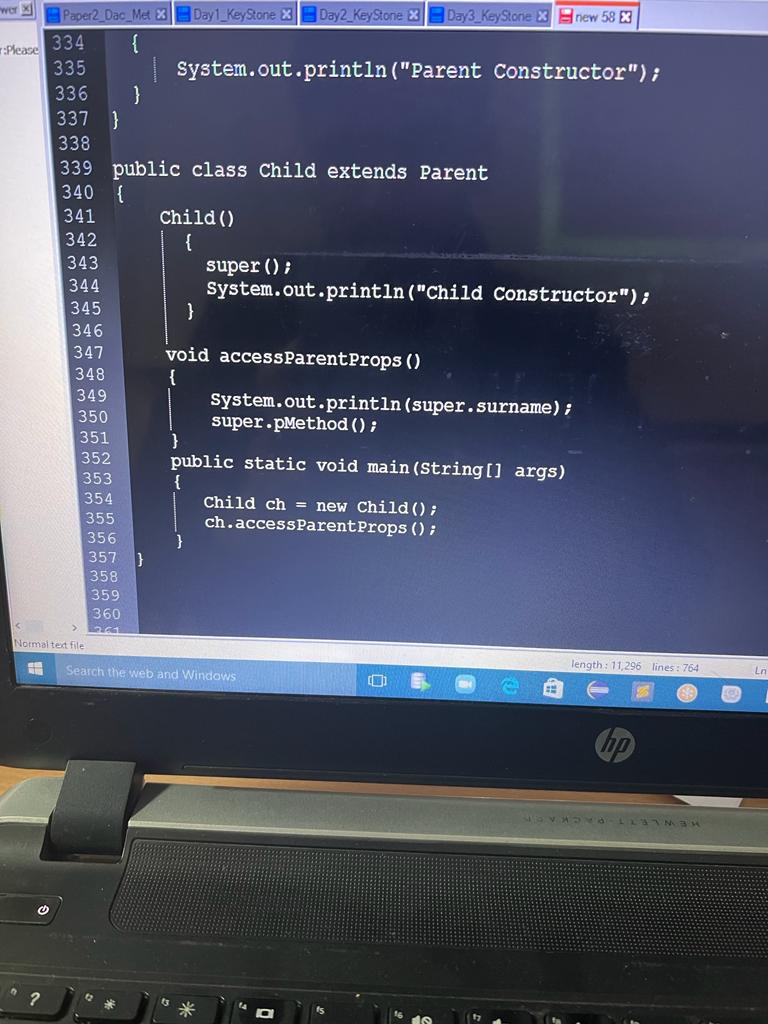 Paper2_Dac_Met Day1_KeyStone Day2_KeyStone Day3_KeyStone new 58
r:Please
334 {
335 System.out.println("Parent Constructor");
336 }
337 }
338
339 public class Child extends Parent
340 {
341 Child()
342 {
343 super();
344 System.out.println("Child Constructor");
345 }
346
347 void accessParentProps()
348 {
349 System.out.println(super.surname);
350 super.pMethod();
351 }
352 public static void main(String[] args)
353 {
354 Child ch = new Child();
355 ch.accessParentProps();
356 }
357 }
358
359
360
361
Normal text file length : 11,296 lines : 764 Ln
Search the web and Windows
hp
HEWLETT-PACKARD
?
f5
f6
f7